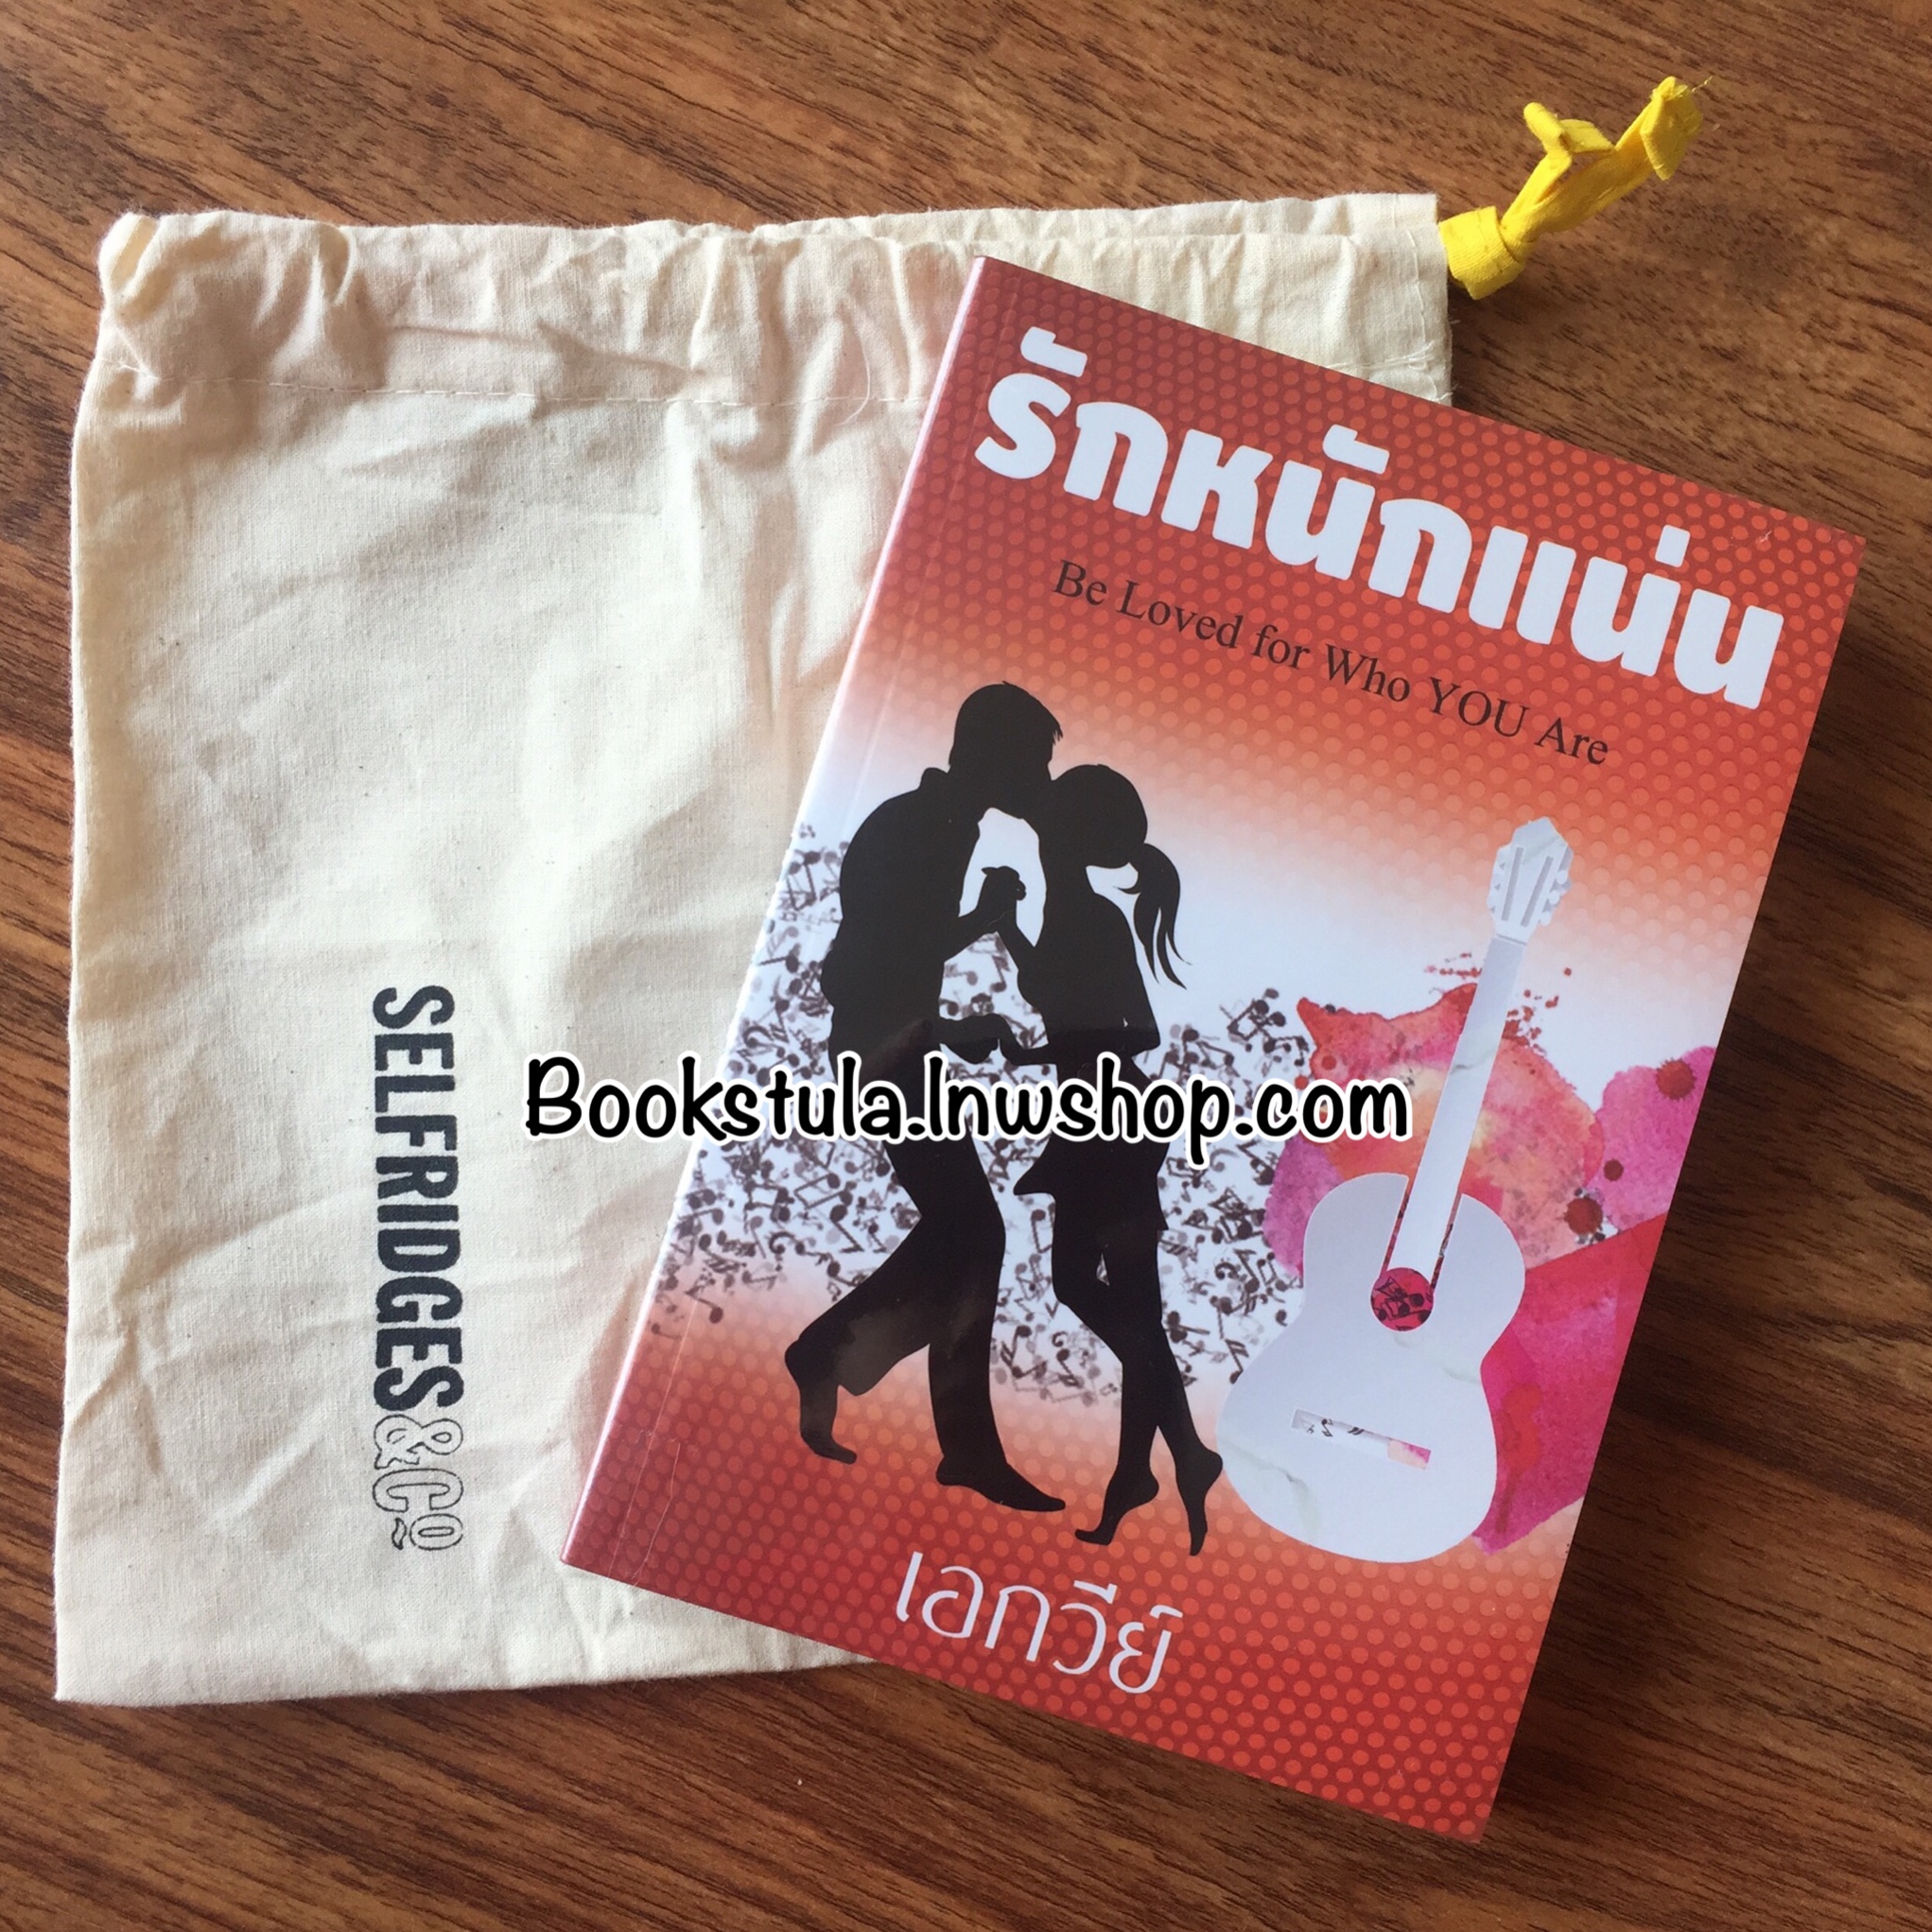 รักหนักแน่น
Be Loved for Who YOU Are
Bookstula.lnwshop.com
SELFRIDGES&Cº
เอกวีย์